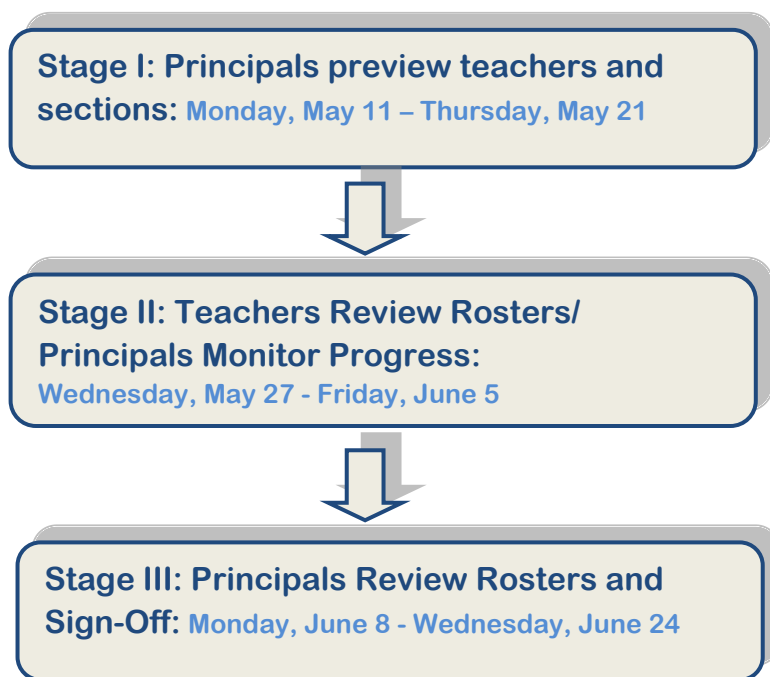 Stage I: Principals preview teachers and
sections: Monday, May 11 – Thursday, May 21
Stage II: Teachers Review Rosters/
Principals Monitor Progress:
Wednesday, May 27 - Friday, June 5
Stage III: Principals Review Rosters and
Sign-Off: Monday, June 8 - Wednesday, June 24